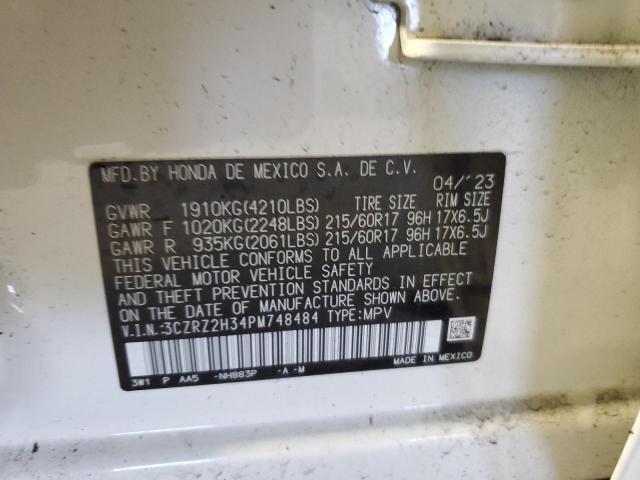 MFD.BY HONDA DE MEXICO S.A. DE C.V.
04/'23
GVWR 1910KG(4210LBS) TIRE SIZE RIM SIZE
GAWR F 1020KG(2248LBS) 215/60R17 96H 17X6.5J
GAWR R 935KG(2061LBS) 215/60R17 96H 17X6.5J
THIS VEHICLE CONFORMS TO ALL APPLICABLE
FEDERAL MOTOR VEHICLE SAFETY
AND THEFT PREVENTION STANDARDS IN EFFECT
ON THE DATE OF MANUFACTURE SHOWN ABOVE.
V.I.N.:3CZRZ2H34PM748484 TYPE:MPV
3W1 P AA5 -NH883P -A -M
MADE IN MEXICO